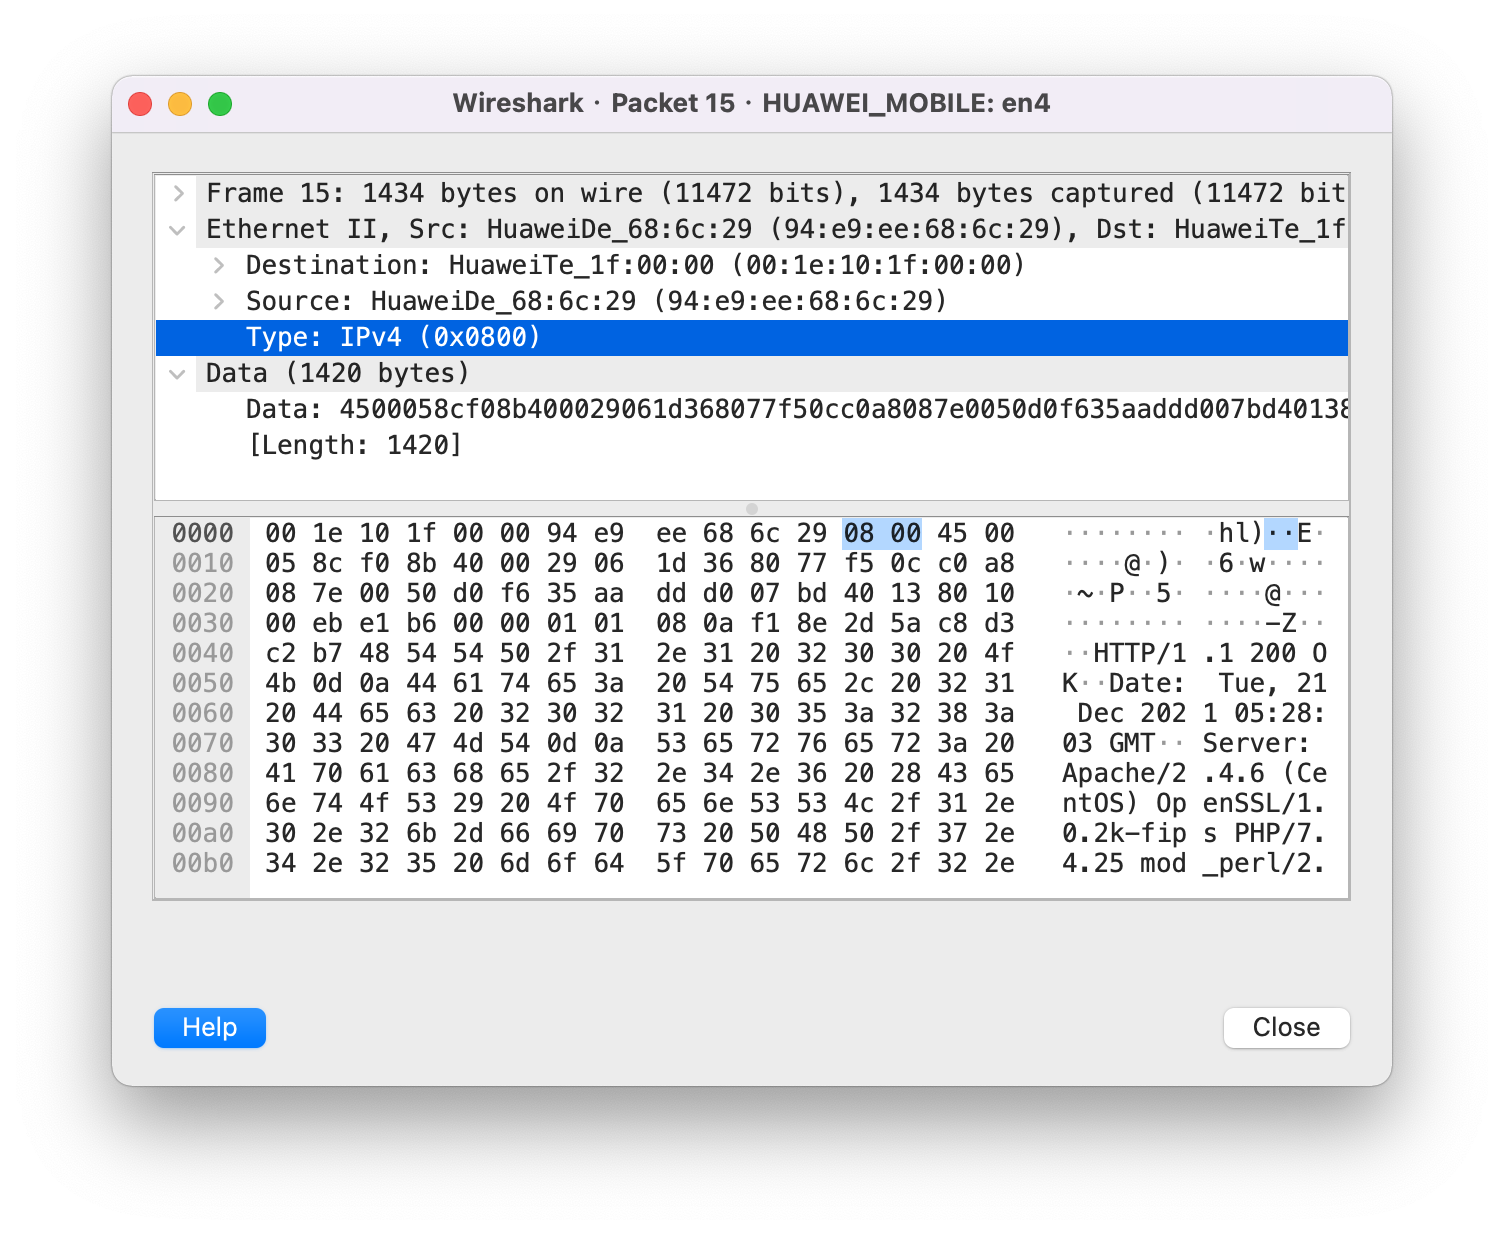 Wireshark · Packet 15 · HUAWEI_MOBILE: en4
Frame 15: 1434 bytes on wire (11472 bits), 1434 bytes captured (11472 bit
Ethernet II, Src: HuaweiDe_68:6c:29 (94:e9:ee:68:6c:29), Dst: HuaweiTe_1f
Destination: HuaweiTe_1f:00:00 (00:1e:10:1f:00:00)
Source: HuaweiDe_68:6c:29 (94:e9:ee:68:6c:29)
Type: IPv4 (0x0800)
Data (1420 bytes)
Data: 4500058cf08b400029061d368077f50cc0a8087e0050d0f635aaddd007bd40138
[Length: 1420]
0000 00 1e 10 1f 00 00 94 e9 ee 68 6c 29 08 00 45 00 ········ ·hl)··E·
0010 05 8c f0 8b 40 00 29 06 1d 36 80 77 f5 0c c0 a8 ····@·)· ·6·w····
0020 08 7e 00 50 d0 f6 35 aa dd d0 07 bd 40 13 80 10 ·~·P··5· ····@···
0030 00 eb e1 b6 00 00 01 01 08 0a f1 8e 2d 5a c8 d3 ········ ····-Z··
0040 c2 b7 48 54 54 50 2f 31 2e 31 20 32 30 30 20 4f ··HTTP/1 .1 200 O
0050 4b 0d 0a 44 61 74 65 3a 20 54 75 65 2c 20 32 31 K··Date:  Tue, 21
0060 20 44 65 63 20 32 30 32 31 20 30 35 3a 32 38 3a  Dec 202 1 05:28:
0070 30 33 20 47 4d 54 0d 0a 53 65 72 76 65 72 3a 20 03 GMT·· Server:
0080 41 70 61 63 68 65 2f 32 2e 34 2e 36 20 28 43 65 Apache/2 .4.6 (Ce
0090 6e 74 4f 53 29 20 4f 70 65 6e 53 53 4c 2f 31 2e ntOS) Op enSSL/1.
00a0 30 2e 32 6b 2d 66 69 70 73 20 50 48 50 2f 37 2e 0.2k-fip s PHP/7.
00b0 34 2e 32 35 20 6d 6f 64 5f 70 65 72 6c 2f 32 2e 4.25 mod _perl/2.
Help
Close